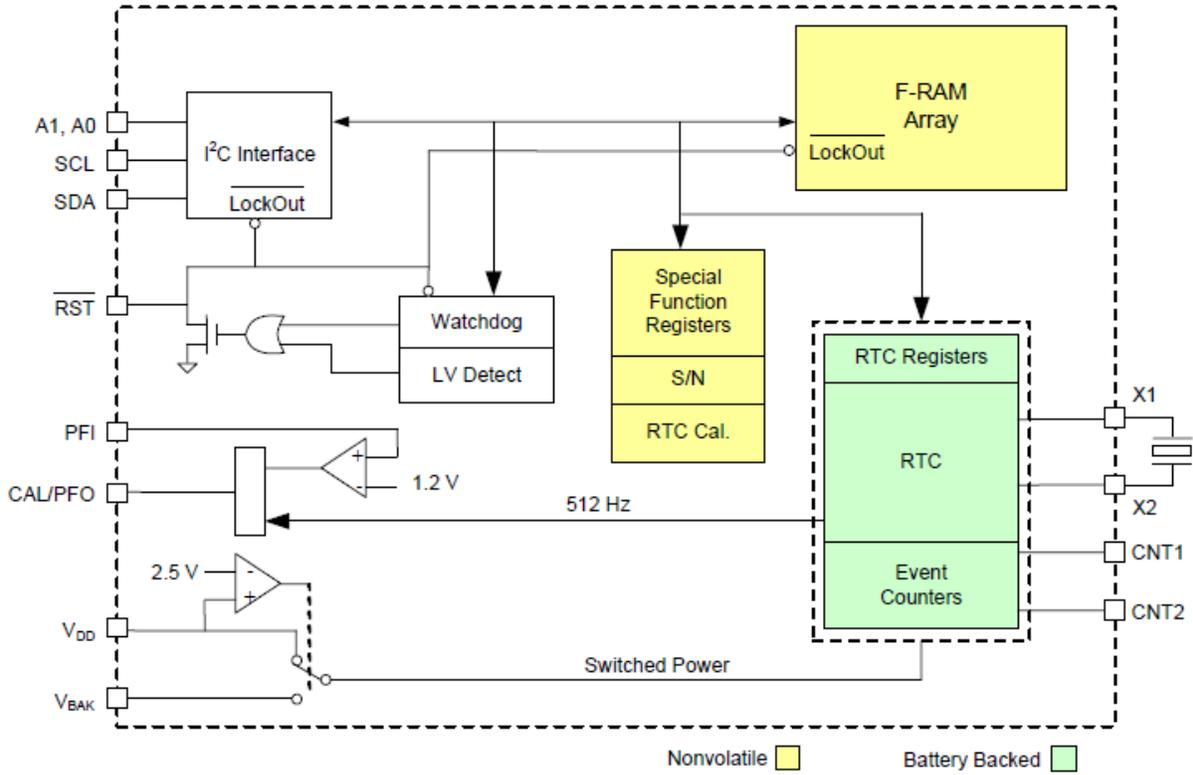 F-RAM
Array
LockOut
A1, A0
SCL
SDA
I²C Interface
LockOut
RST
Watchdog
LV Detect
Special
Function
Registers
S/N
RTC Cal.
RTC Registers
RTC
Event
Counters
X1
X2
CNT1
CNT2
PFI
+
-
1.2 V
CAL/PFO
512 Hz
2.5 V
-
+
VDD
Switched Power
VBAK
Nonvolatile
Battery Backed